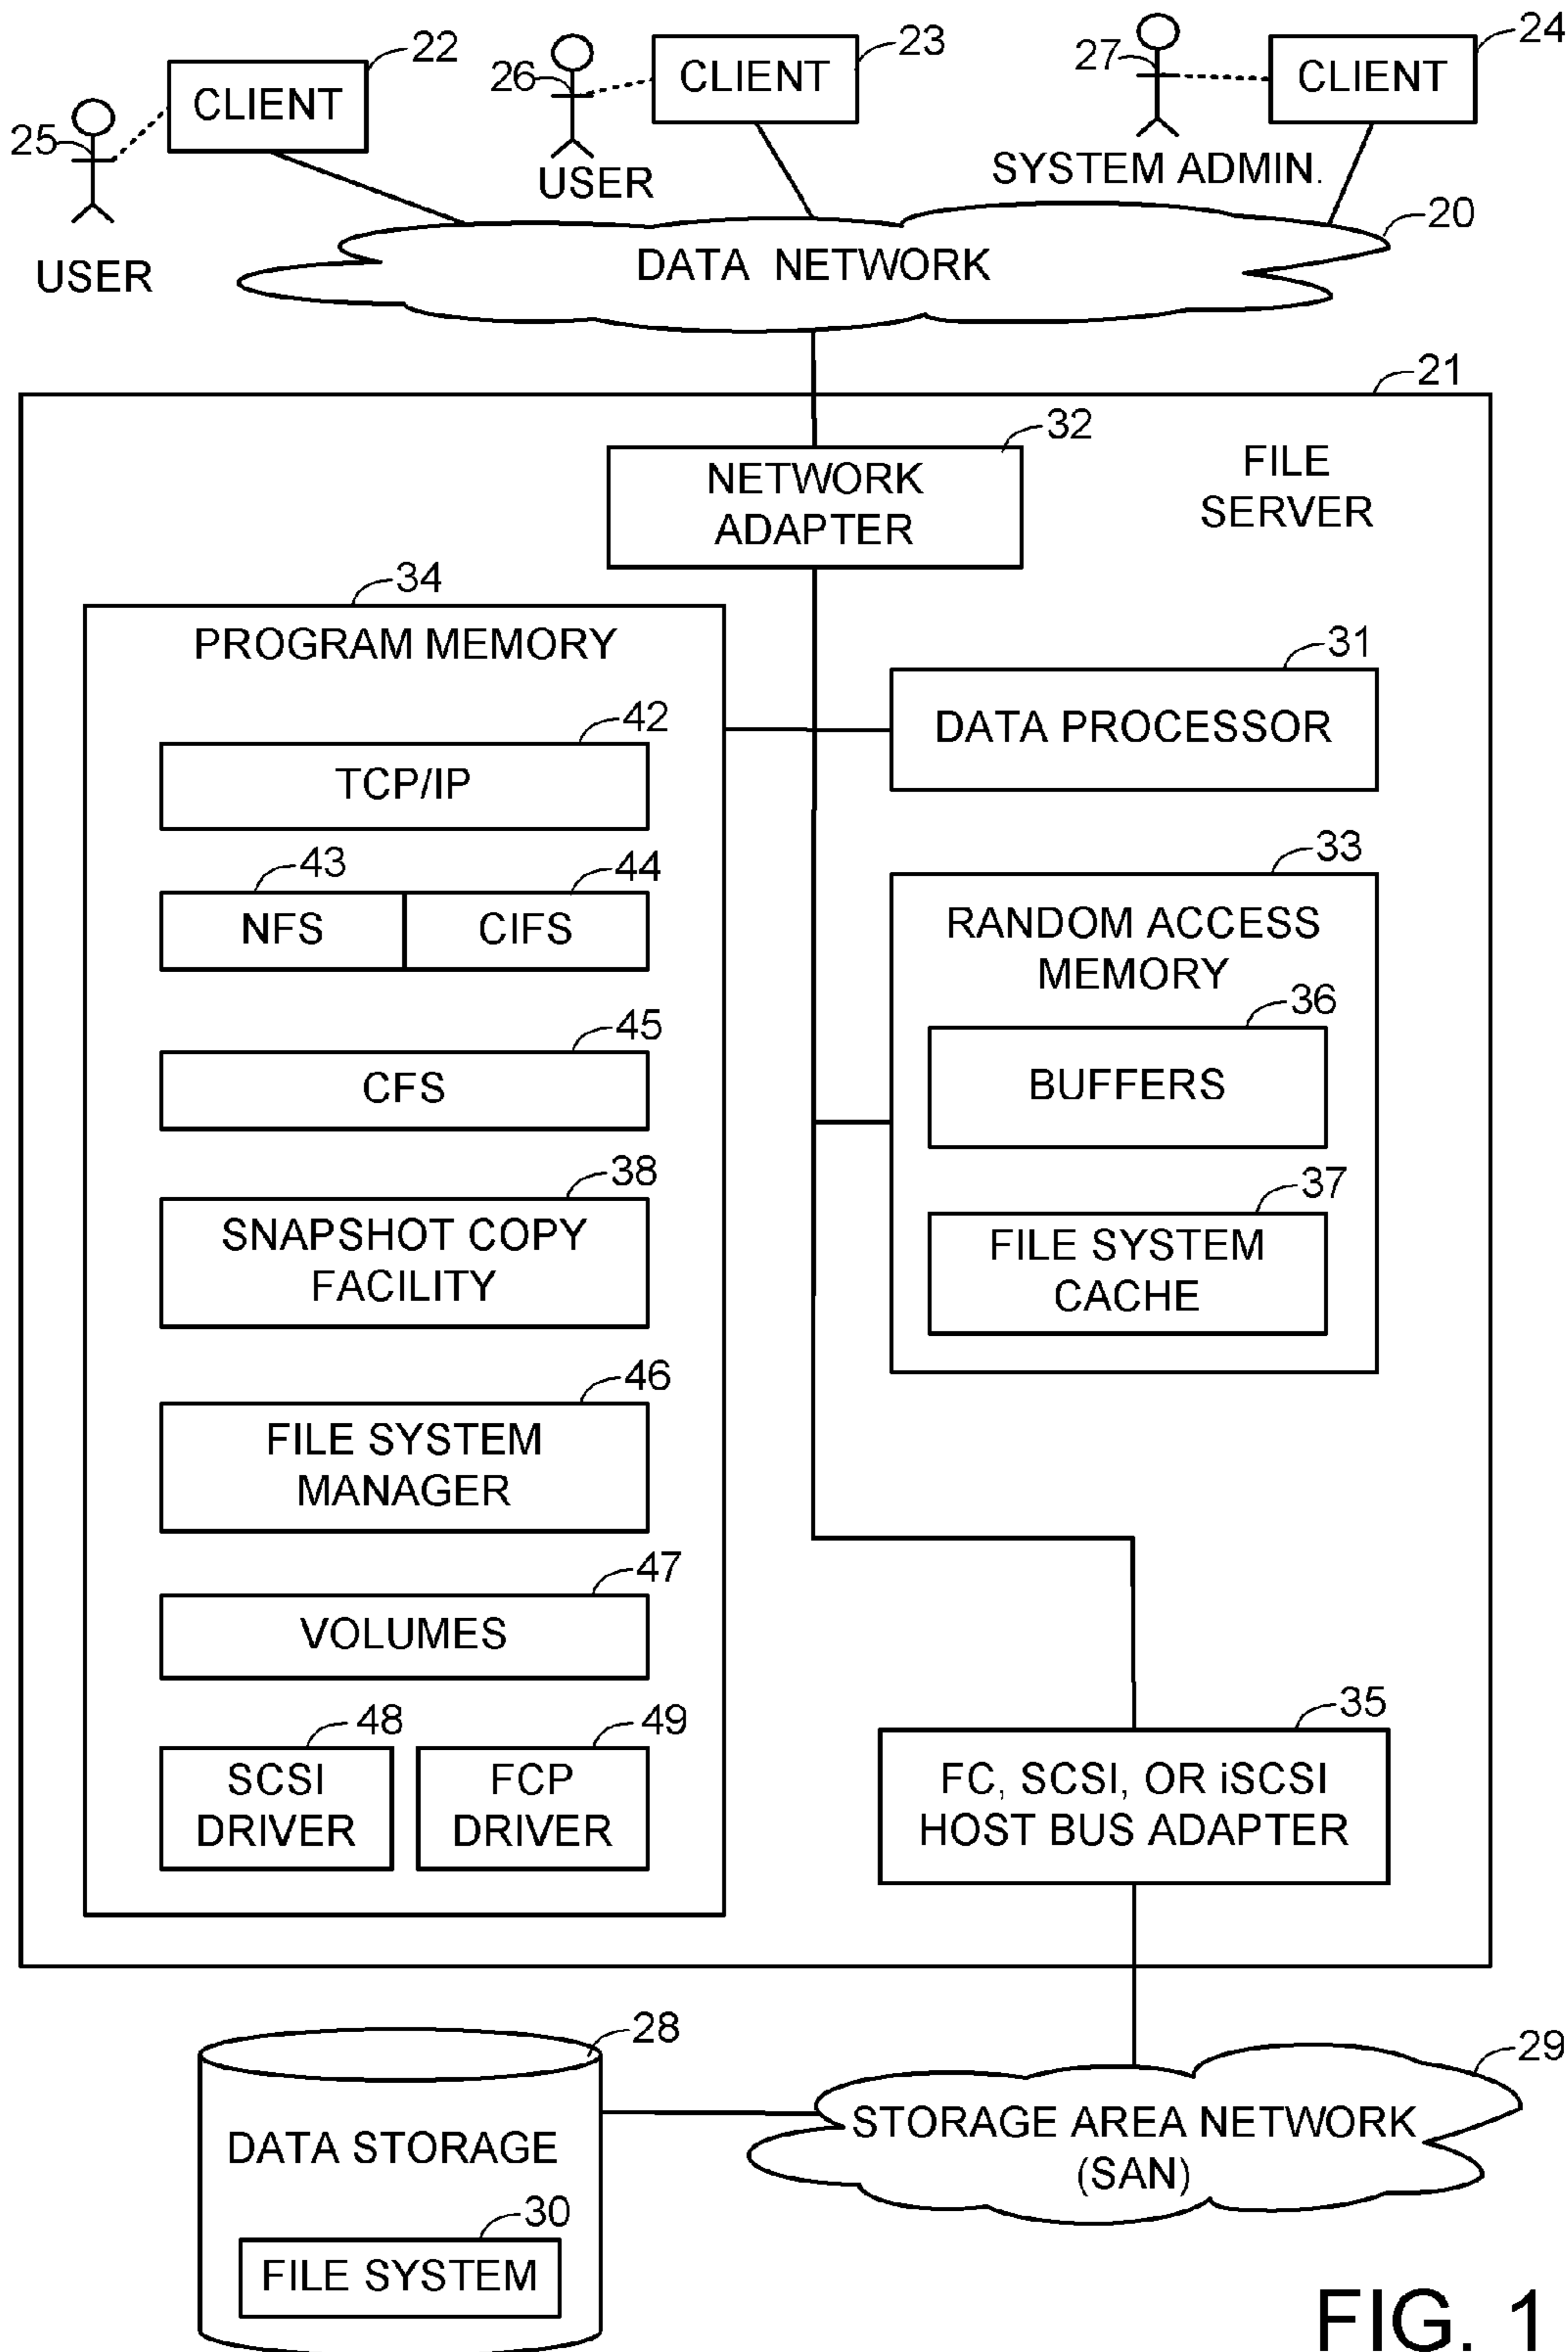 22
CLIENT
23
CLIENT
24
CLIENT
25
26
27
USER
USER
SYSTEM ADMIN.
20
DATA NETWORK
21
32
NETWORK
ADAPTER
FILE
SERVER
34
PROGRAM MEMORY
42
TCP/IP
43
44
NFS
CIFS
45
CFS
38
SNAPSHOT COPY
FACILITY
46
FILE SYSTEM
MANAGER
47
VOLUMES
48
SCSI
DRIVER
49
FCP
DRIVER
31
DATA PROCESSOR
33
RANDOM ACCESS
MEMORY
36
BUFFERS
37
FILE SYSTEM
CACHE
35
FC, SCSI, OR iSCSI
HOST BUS ADAPTER
28
DATA STORAGE
30
FILE SYSTEM
29
STORAGE AREA NETWORK
(SAN)
FIG. 1